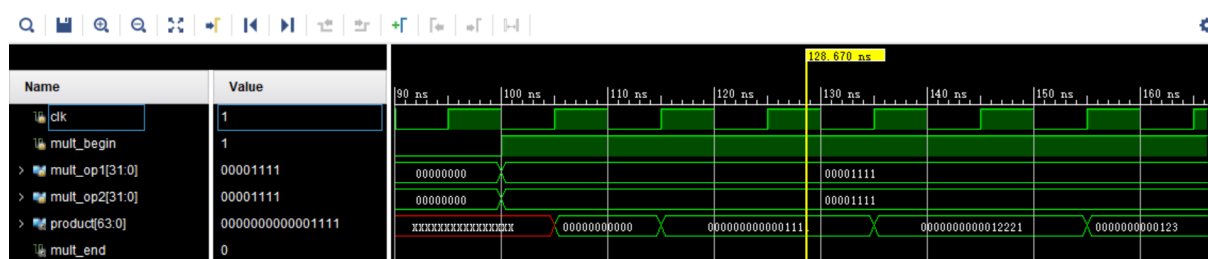 128.670 ns
Name Value
90 ns 100 ns 110 ns 120 ns 130 ns 140 ns 150 ns 160 ns
clk 1
mult_begin 1
mult_op1[31:0] 00001111 00000000 00001111
mult_op2[31:0] 00001111 00000000 00001111
product[63:0] 0000000000001111 XXXXXXXXXXXXXXXX 00000000000 000000000000111 0000000000012221 0000000000123
mult_end 0